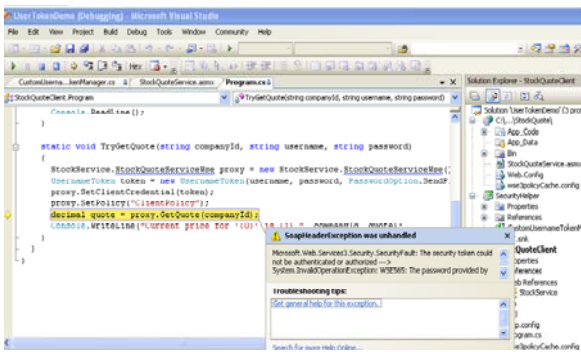 UserTokenDemo (Debugging) - Microsoft Visual Studio
File Edit View Project Build Debug Tools Window Community Help
Hex
CustomUserna...kenManager.cs StockQuoteService.asmx Program.cs
Solution Explorer - StockQuoteClient
StockQuoteClient.Program
TryGetQuote(string companyId, string username, string password)
Console.ReadLine();
}
static void TryGetQuote(string companyId, string username, string password)
{
StockService.StockQuoteServiceWse proxy = new StockService.StockQuoteServiceWse(
UsernameToken token = new UsernameToken(username, password, PasswordOption.SendP
proxy.SetClientCredential(token);
proxy.SetPolicy("ClientPolicy");
decimal quote = proxy.GetQuote(companyId);
Console.WriteLine("Current price for '{0}' is {1}", companyId, quote);
}
}
}
Solution 'UserTokenDemo' (3 pro
C:\...\StockQuote\
App_Code
App_Data
Bin
StockQuoteService.asmx
Web.Config
wse3policyCache.config
SecurityHelper
Properties
References
CustomUsernameTokenM
.snk
QuoteClient
operties
ferences
eb References
StockService
p.config
ogram.cs
se3policyCache.config
SoapHeaderException was unhandled
Microsoft.Web.Services3.Security.SecurityFault: The security token could
not be authenticated or authorized --->
System.InvalidOperationException: WSE565: The password provided by
Troubleshooting tips:
Get general help for this exception.
Search for more Help Online...